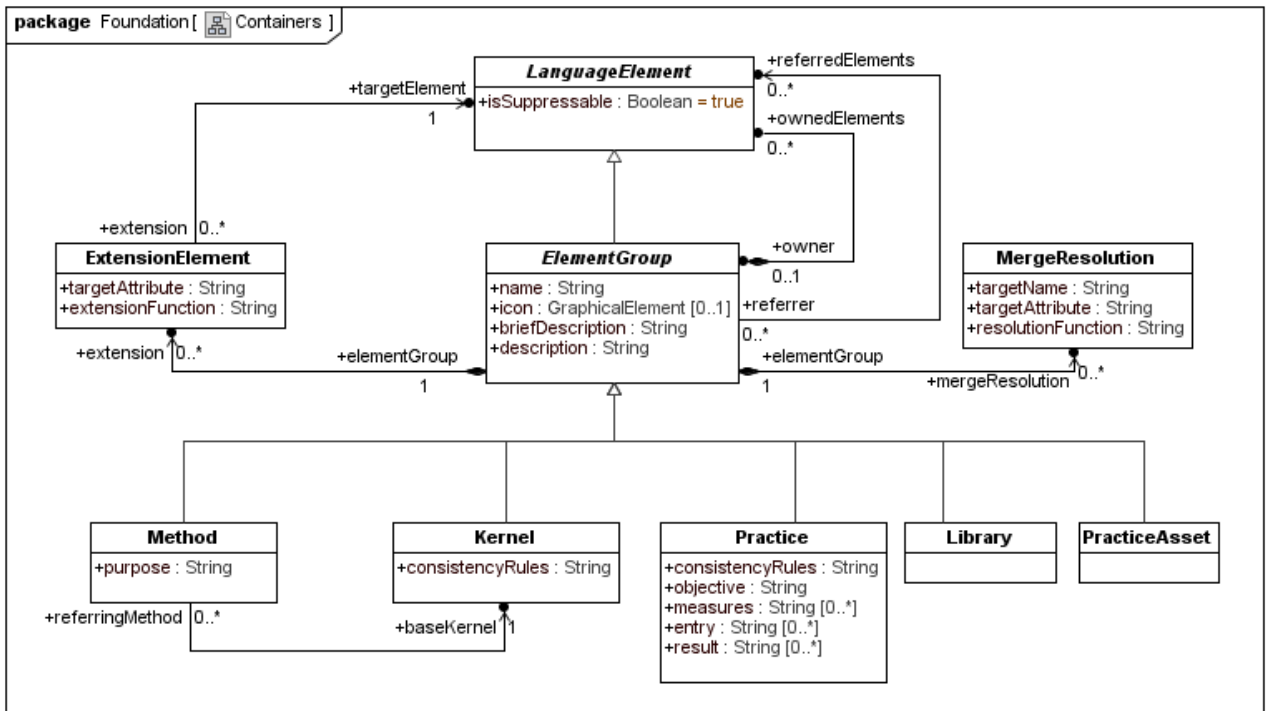 package Foundation [ Containers ]
+referredElements
LanguageElement
+targetElement
0..*
+isSuppressable : Boolean = true
1
+ownedElements
0..*
+extension 0..*
+owner
ExtensionElement
ElementGroup
MergeResolution
0..1
+targetAttribute : String
+name : String
+targetName : String
+extensionFunction : String
+icon : GraphicalElement [0..1]
+referrer
+targetAttribute : String
+briefDescription : String
0..*
+resolutionFunction : String
+description : String
+extension 0..*
+elementGroup
+elementGroup
1
1
+mergeResolution 0..*
Method
Kernel
Practice
Library
PracticeAsset
+purpose : String
+consistencyRules : String
+consistencyRules : String
+objective : String
+measures : String [0..*]
+entry : String [0..*]
+result : String [0..*]
+referringMethod 0..*
+baseKernel 1